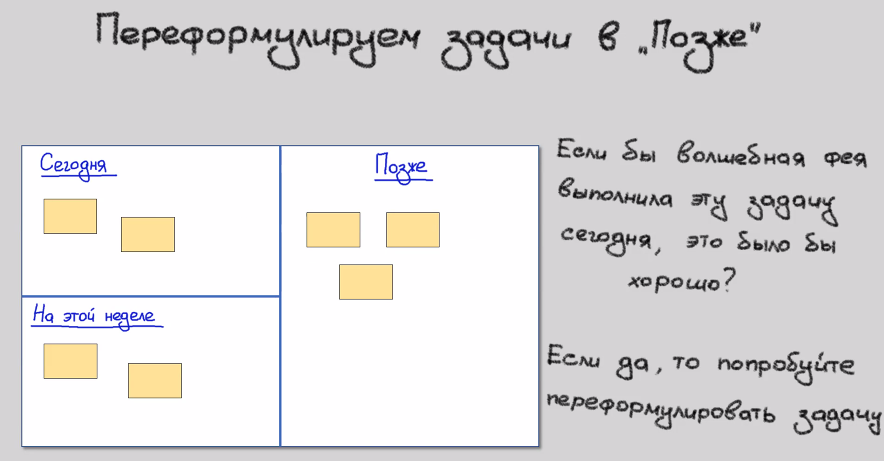 Переформулируем задачи в „Позже"
Сегодня
На этой неделе
Позже
Если бы волшебная фея
выполнила эту задачу
сегодня, это было бы
хорошо?
Если да, то попробуйте
переформулировать задачу